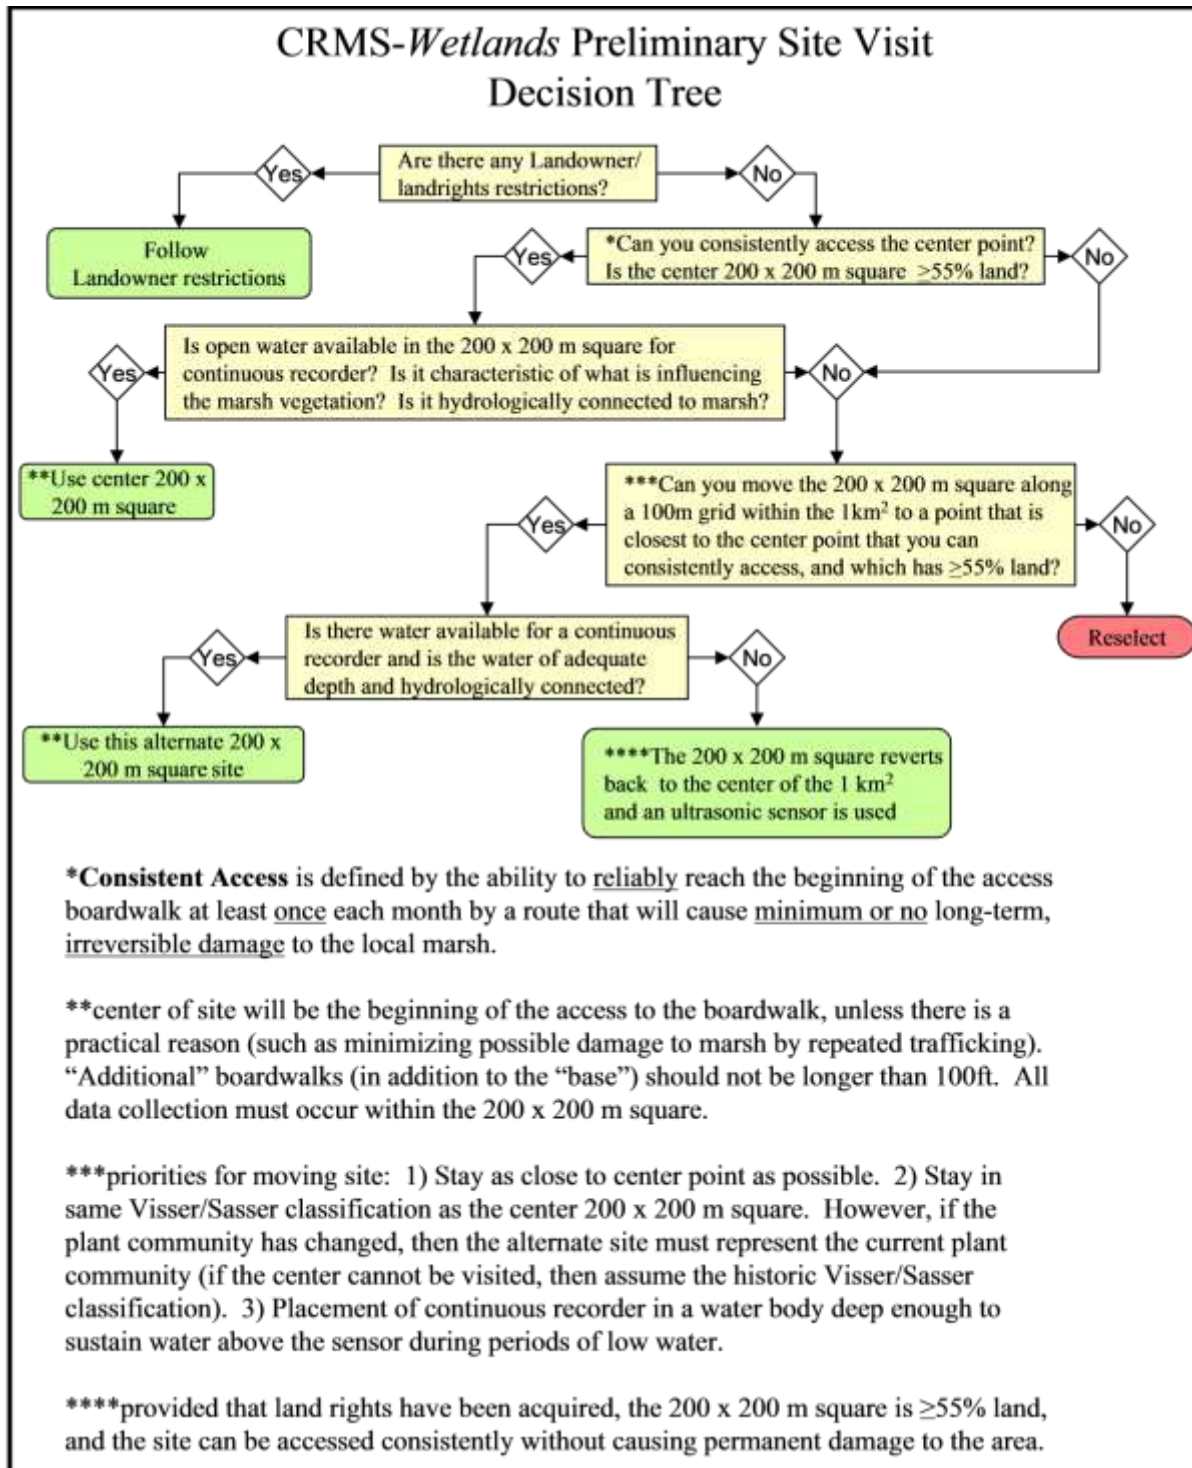 CRMS-Wetlands Preliminary Site Visit
Decision Tree
Yes
Are there any Landowner/
landrights restrictions?
No
Follow
Landowner restrictions
Yes
*Can you consistently access the center point?
Is the center 200 x 200 m square ≥55% land?
No
Yes
Is open water available in the 200 x 200 m square for
continuous recorder? Is it characteristic of what is influencing
the marsh vegetation? Is it hydrologically connected to marsh?
No
**Use center 200 x
200 m square
Yes
***Can you move the 200 x 200 m square along
a 100m grid within the 1km² to a point that is
closest to the center point that you can
consistently access, and which has ≥55% land?
No
Reselect
Yes
Is there water available for a continuous
recorder and is the water of adequate
depth and hydrologically connected?
No
**Use this alternate 200 x
200 m square site
****The 200 x 200 m square reverts
back to the center of the 1 km²
and an ultrasonic sensor is used
*Consistent Access is defined by the ability to reliably reach the beginning of the access
boardwalk at least once each month by a route that will cause minimum or no long-term,
irreversible damage to the local marsh.
**center of site will be the beginning of the access to the boardwalk, unless there is a
practical reason (such as minimizing possible damage to marsh by repeated trafficking).
“Additional” boardwalks (in addition to the “base”) should not be longer than 100ft. All
data collection must occur within the 200 x 200 m square.
***priorities for moving site: 1) Stay as close to center point as possible. 2) Stay in
same Visser/Sasser classification as the center 200 x 200 m square. However, if the
plant community has changed, then the alternate site must represent the current plant
community (if the center cannot be visited, then assume the historic Visser/Sasser
classification). 3) Placement of continuous recorder in a water body deep enough to
sustain water above the sensor during periods of low water.
****provided that land rights have been acquired, the 200 x 200 m square is ≥55% land,
and the site can be accessed consistently without causing permanent damage to the area.